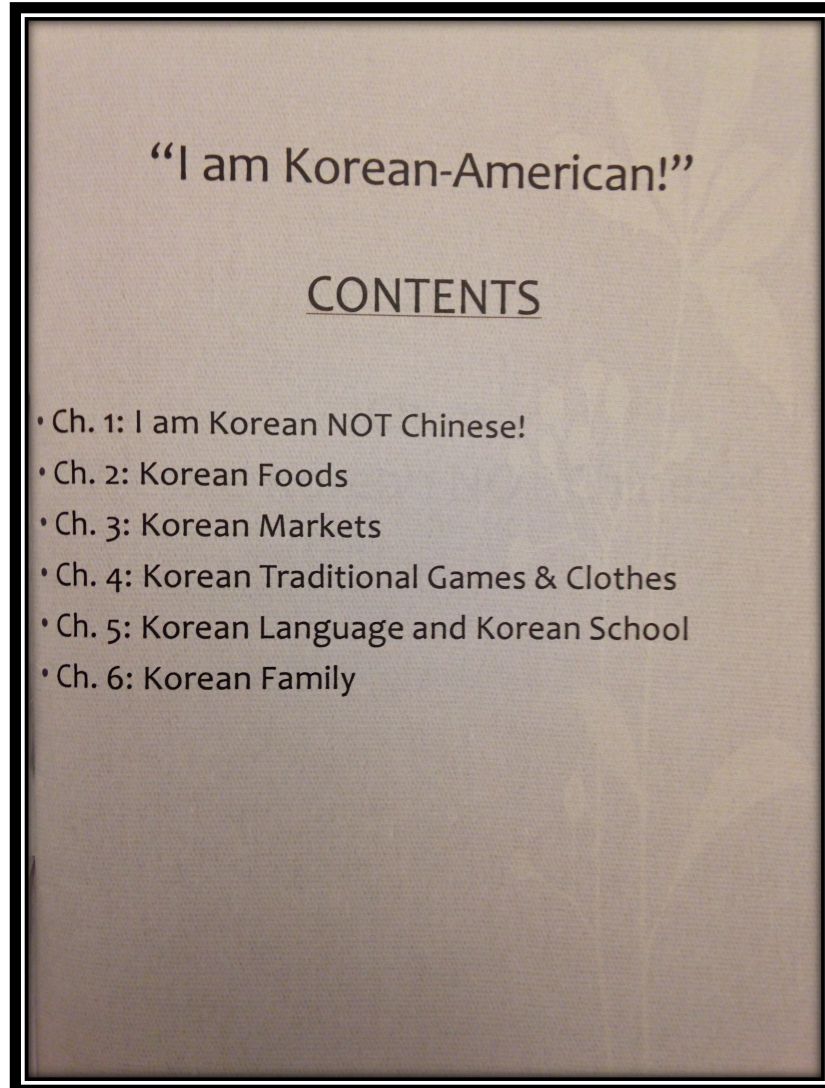 “I am Korean-American!”
CONTENTS
• Ch. 1: I am Korean NOT Chinese!
• Ch. 2: Korean Foods
• Ch. 3: Korean Markets
• Ch. 4: Korean Traditional Games & Clothes
• Ch. 5: Korean Language and Korean School
• Ch. 6: Korean Family